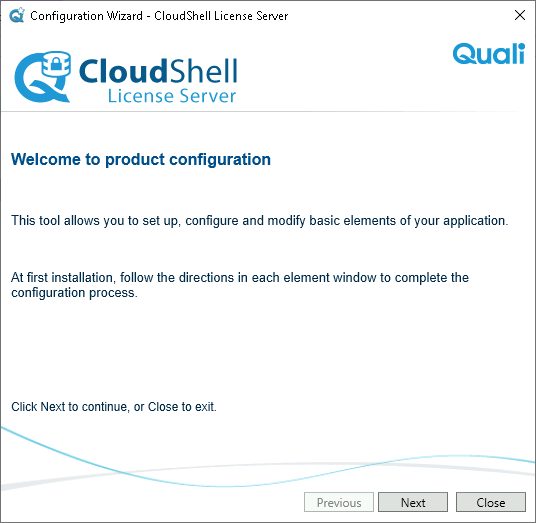 Configuration Wizard - CloudShell License Server
Quali
CloudShell
License Server
Welcome to product configuration
This tool allows you to set up, configure and modify basic elements of your application.
At first installation, follow the directions in each element window to complete the
configuration process.
Click Next to continue, or Close to exit.
Previous
Next
Close